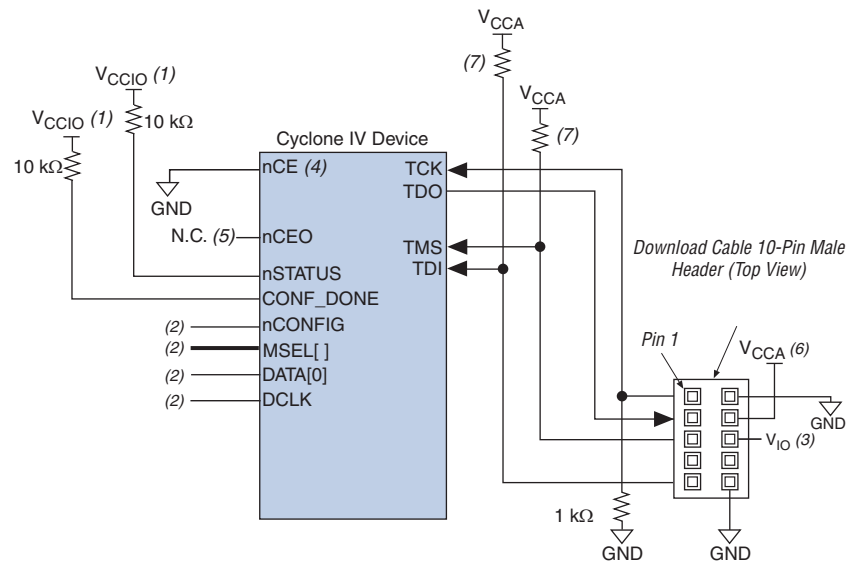 VCCA
(7)
VCCIO (1)
VCCA
VCCIO (1)
10 kΩ
(7)
10 kΩ
Cyclone IV Device
nCE (4)
TCK
GND
TDO
N.C. (5)
nCEO
TMS
TDI
Download Cable 10-Pin Male
Header (Top View)
nSTATUS
CONF_DONE
(2)
nCONFIG
(2)
MSEL[ ]
(2)
DATA[0]
(2)
DCLK
Pin 1
VCCA (6)
GND
VIO (3)
1 kΩ
GND
GND